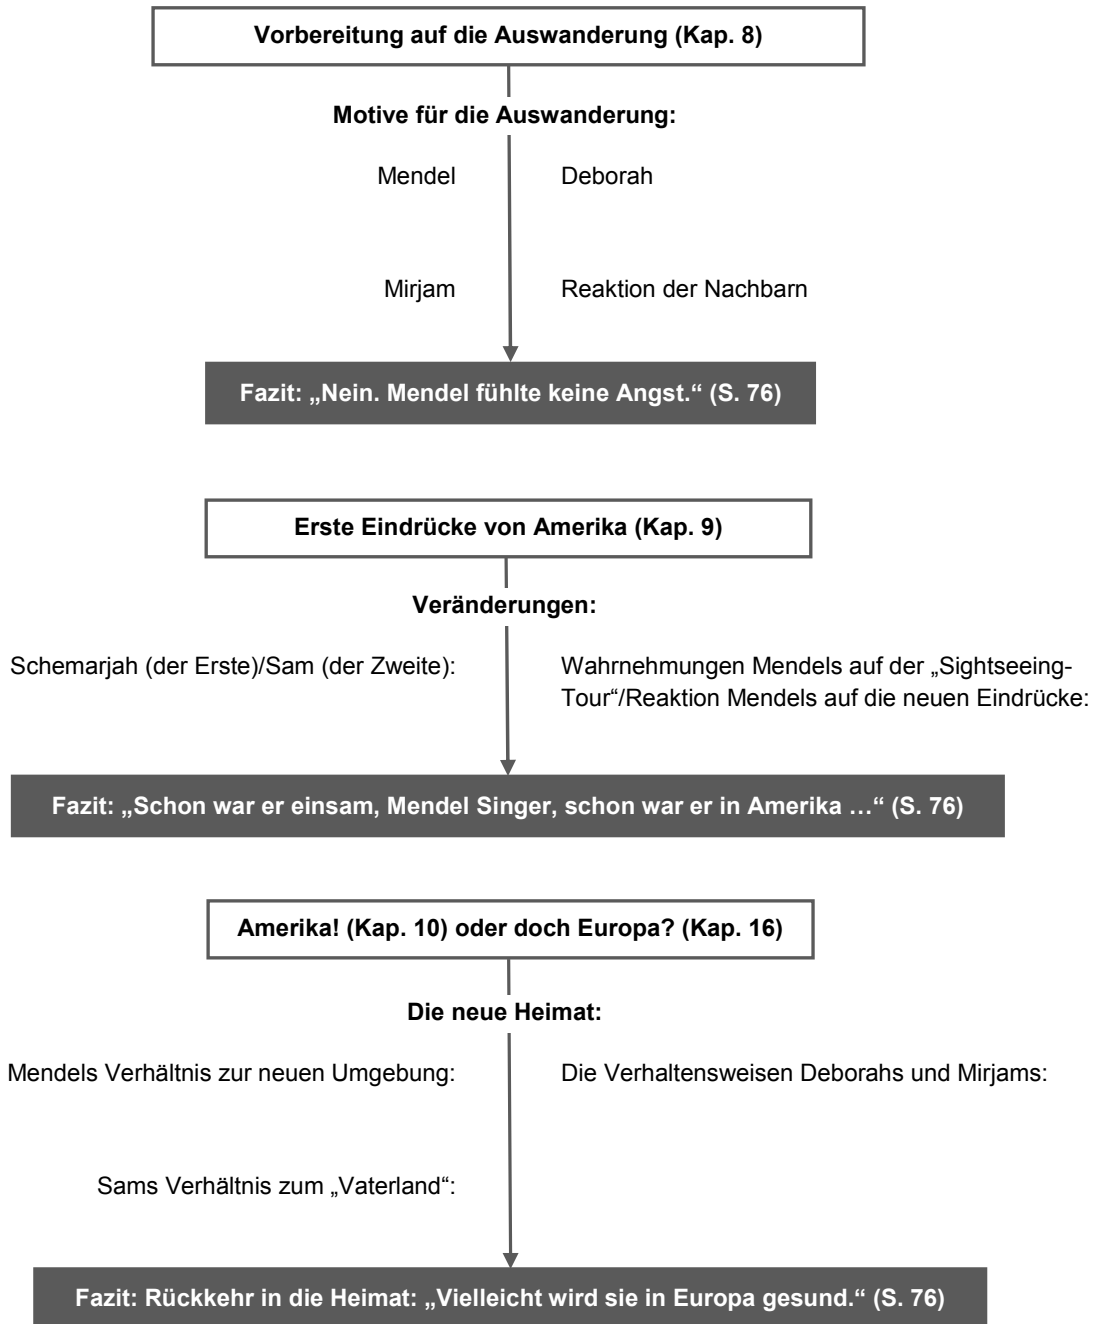 Vorbereitung auf die Auswanderung (Kap. 8)
Motive für die Auswanderung:
Mendel
Deborah
Mirjam
Reaktion der Nachbarn
Fazit: „Nein. Mendel fühlte keine Angst.“ (S. 76)
Erste Eindrücke von Amerika (Kap. 9)
Veränderungen:
Schemarjah (der Erste)/Sam (der Zweite):
Wahrnehmungen Mendels auf der „Sightseeing-
Tour“/Reaktion Mendels auf die neuen Eindrücke:
Fazit: „Schon war er einsam, Mendel Singer, schon war er in Amerika …“ (S. 76)
Amerika! (Kap. 10) oder doch Europa? (Kap. 16)
Die neue Heimat:
Mendels Verhältnis zur neuen Umgebung:
Die Verhaltensweisen Deborahs und Mirjams:
Sams Verhältnis zum „Vaterland“:
Fazit: Rückkehr in die Heimat: „Vielleicht wird sie in Europa gesund.“ (S. 76)